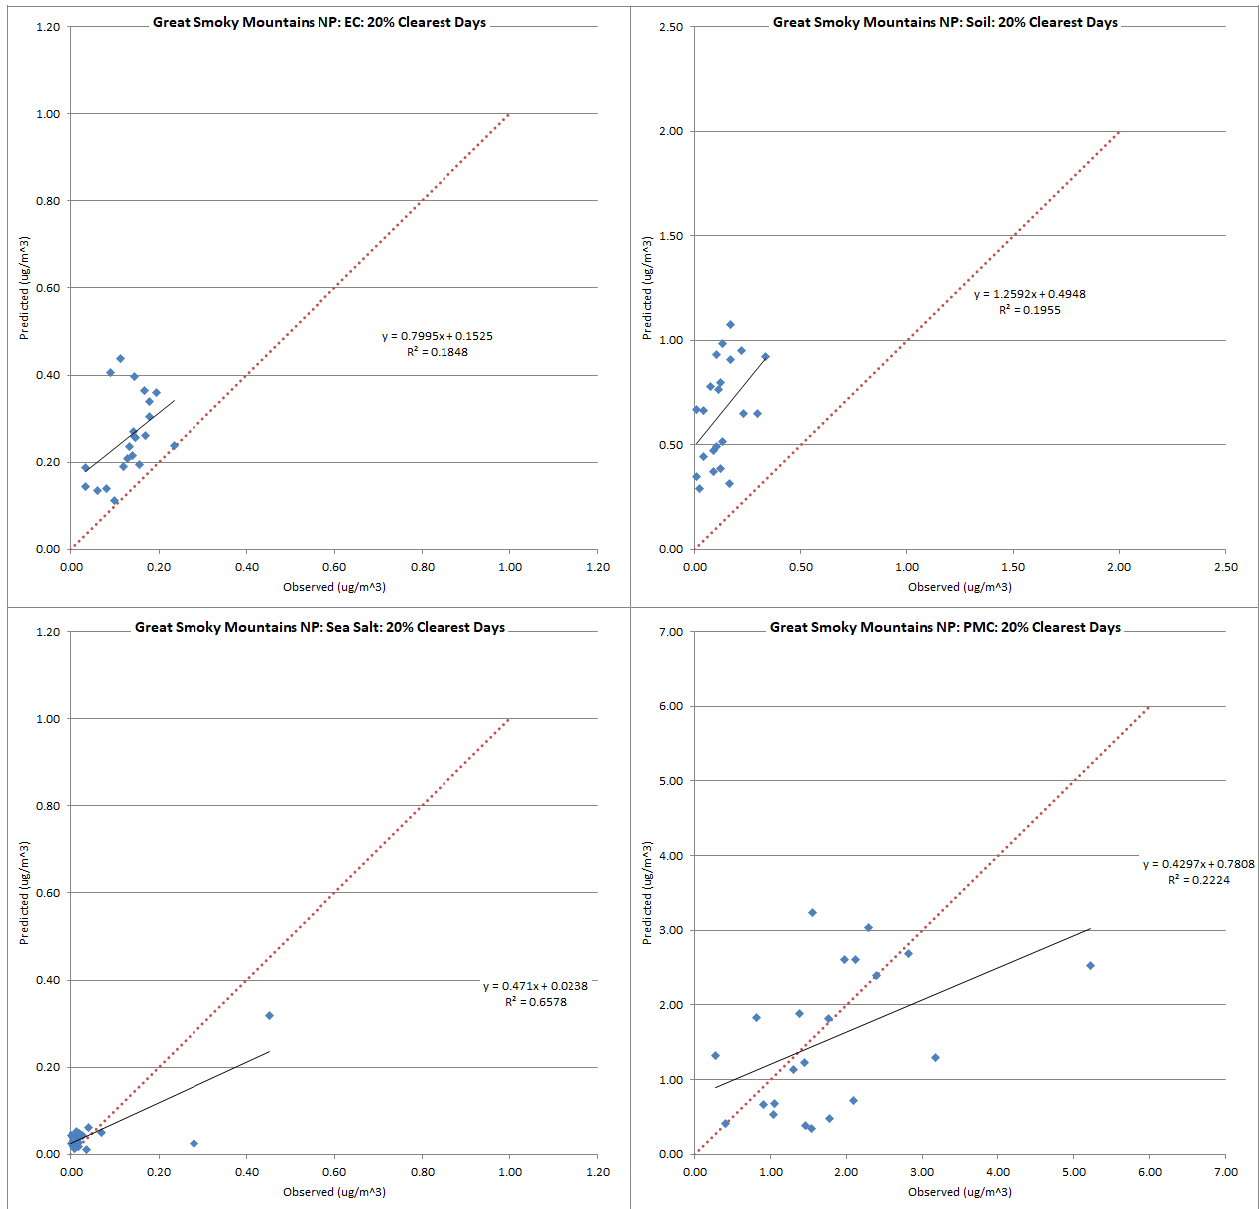 Great Smoky Mountains NP: EC: 20% Clearest Days
1.20
1.00
0.80
0.60
0.40
0.20
0.00
Predicted (ug/m^3)
y = 0.7995x + 0.1525
R² = 0.1848
0.00 0.20 0.40 0.60 0.80 1.00 1.20
Observed (ug/m^3)
Great Smoky Mountains NP: Soil: 20% Clearest Days
2.50
2.00
1.50
1.00
0.50
0.00
Predicted (ug/m^3)
y = 1.2592x + 0.4948
R² = 0.1955
0.00 0.50 1.00 1.50 2.00 2.50
Observed (ug/m^3)
Great Smoky Mountains NP: Sea Salt: 20% Clearest Days
1.20
1.00
0.80
0.60
0.40
0.20
0.00
Predicted (ug/m^3)
y = 0.471x + 0.0238
R² = 0.6578
0.00 0.20 0.40 0.60 0.80 1.00 1.20
Observed (ug/m^3)
Great Smoky Mountains NP: PMC: 20% Clearest Days
7.00
6.00
5.00
4.00
3.00
2.00
1.00
0.00
Predicted (ug/m^3)
y = 0.4297x + 0.7808
R² = 0.2224
0.00 1.00 2.00 3.00 4.00 5.00 6.00 7.00
Observed (ug/m^3)